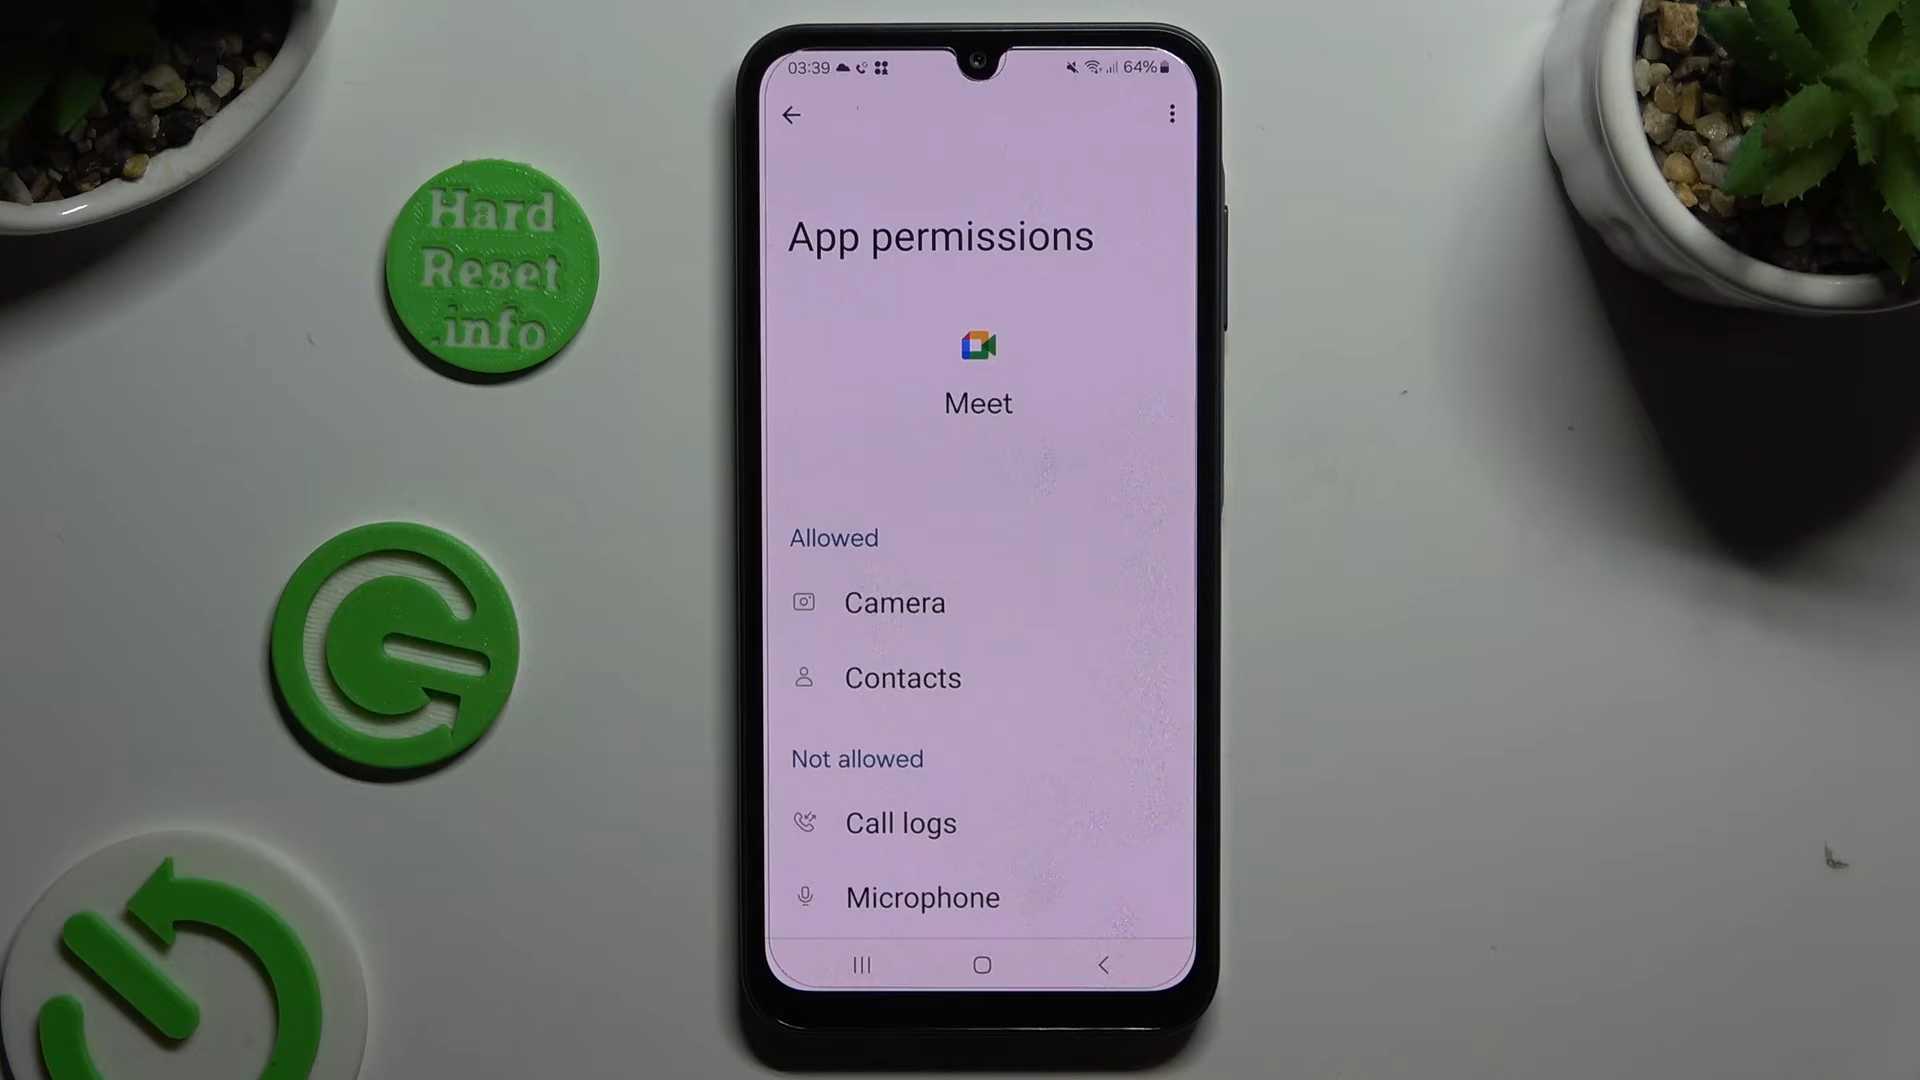 Hard
Reset
.info
03:39
64%
App permissions
Meet
Allowed
Camera
Contacts
Not allowed
Call logs
Microphone